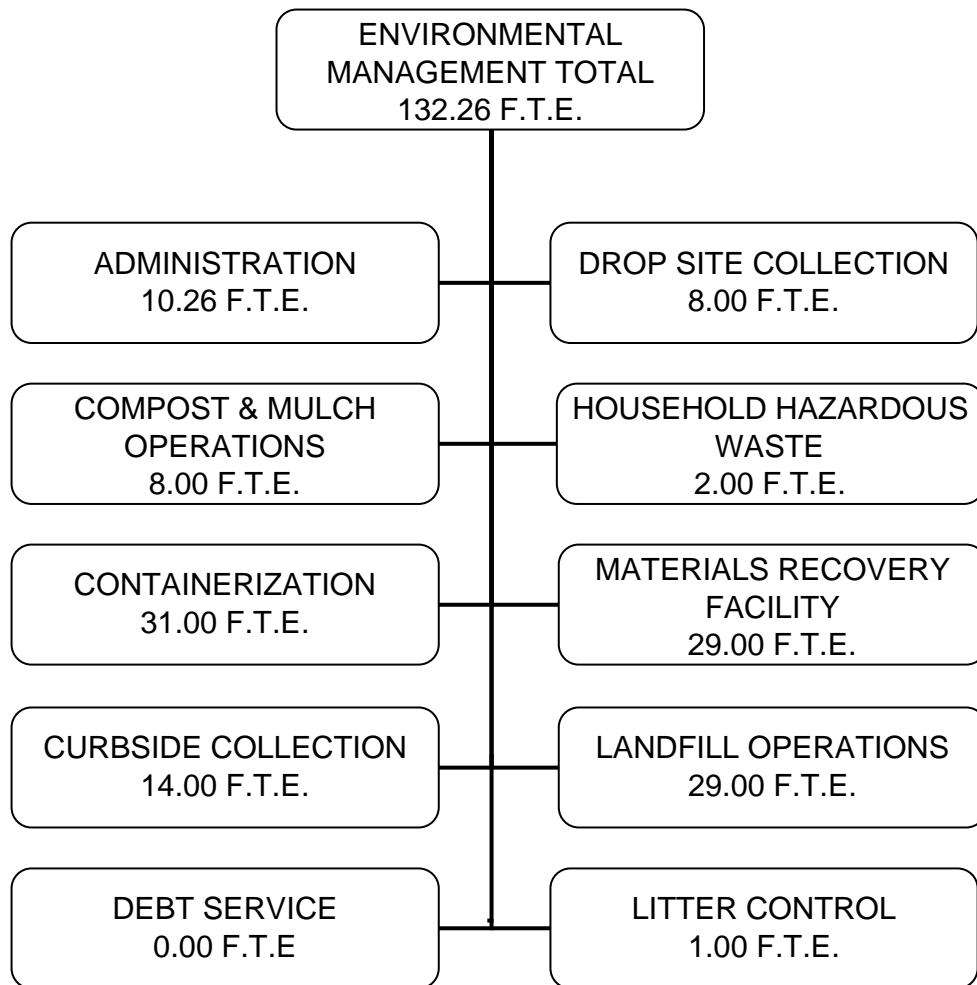 ENVIRONMENTAL
MANAGEMENT TOTAL
132.26 F.T.E.
ADMINISTRATION
10.26 F.T.E.
DROP SITE COLLECTION
8.00 F.T.E.
COMPOST & MULCH
OPERATIONS
8.00 F.T.E.
HOUSEHOLD HAZARDOUS
WASTE
2.00 F.T.E.
CONTAINERIZATION
31.00 F.T.E.
MATERIALS RECOVERY
FACILITY
29.00 F.T.E.
CURBSIDE COLLECTION
14.00 F.T.E.
LANDFILL OPERATIONS
29.00 F.T.E.
DEBT SERVICE
0.00 F.T.E
LITTER CONTROL
1.00 F.T.E.